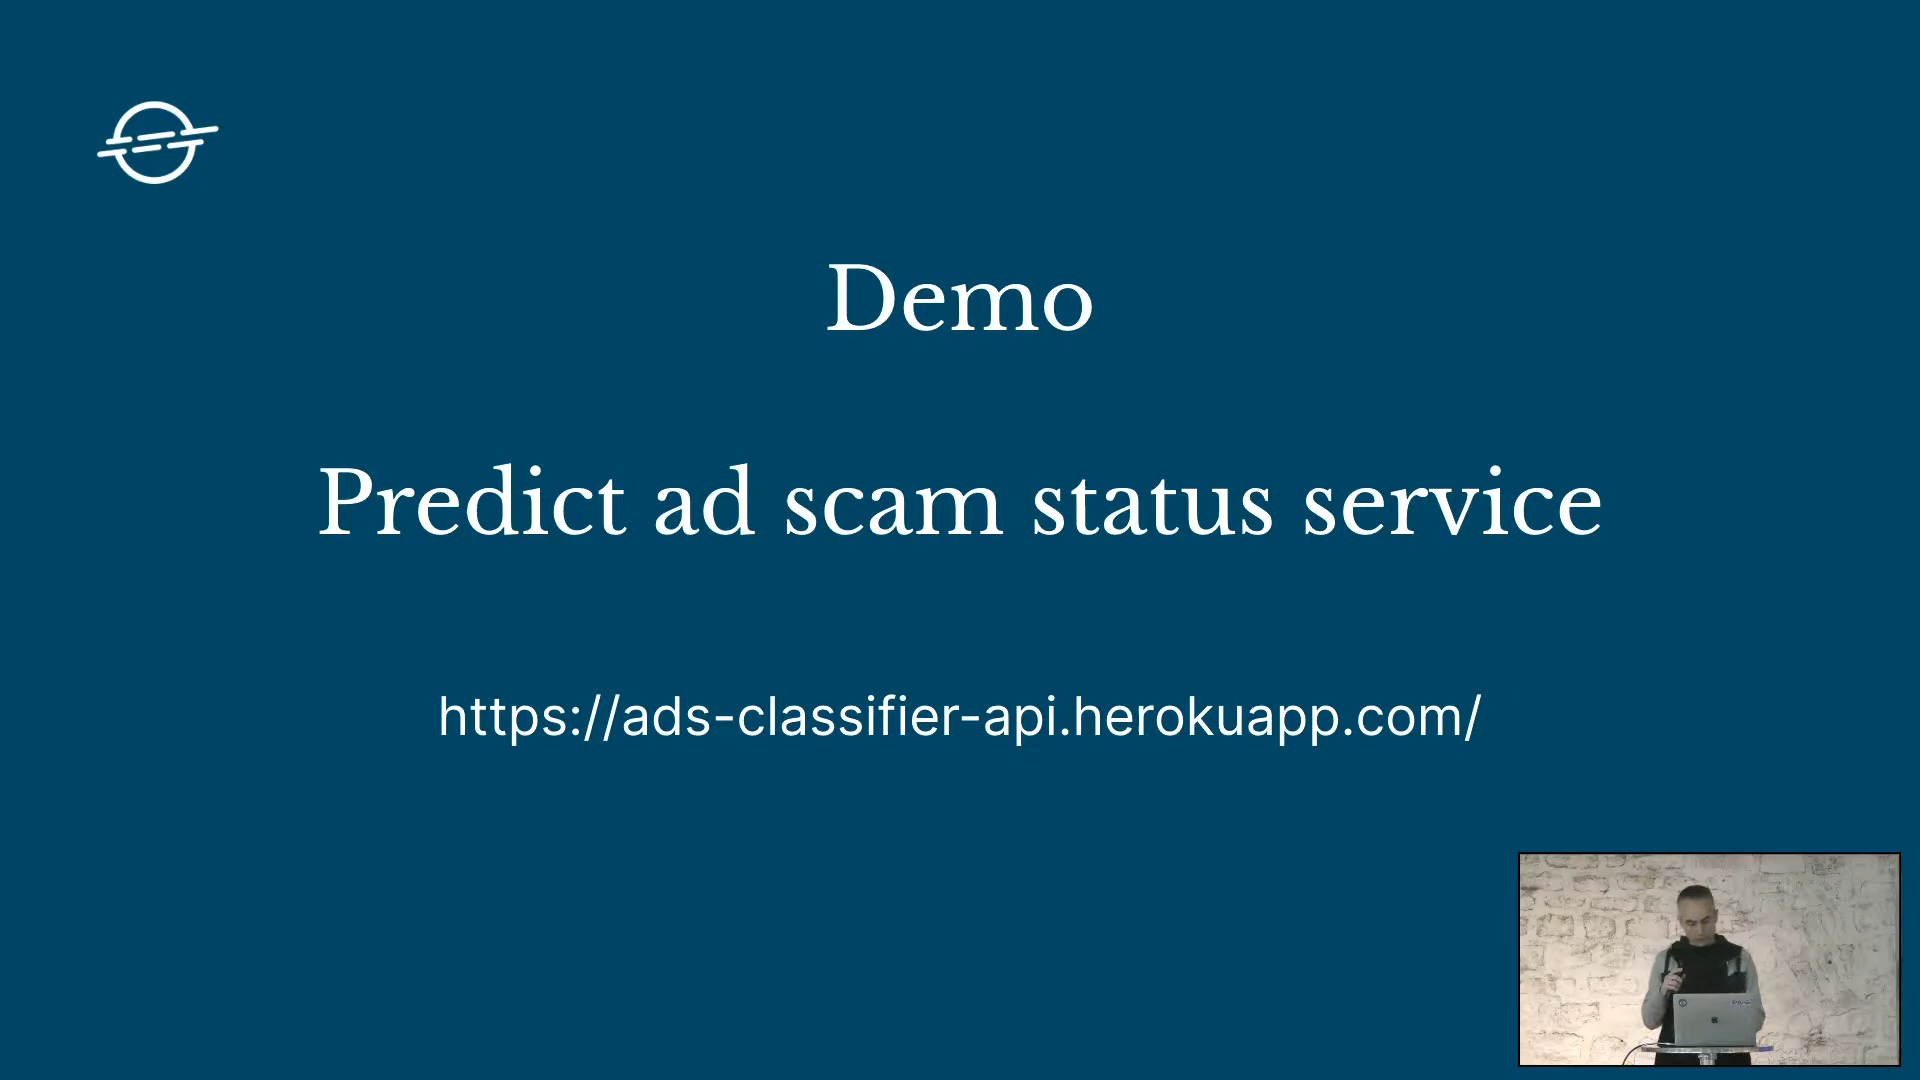 Demo
Predict ad scam status service
https://ads-classifier-api.herokuapp.com/